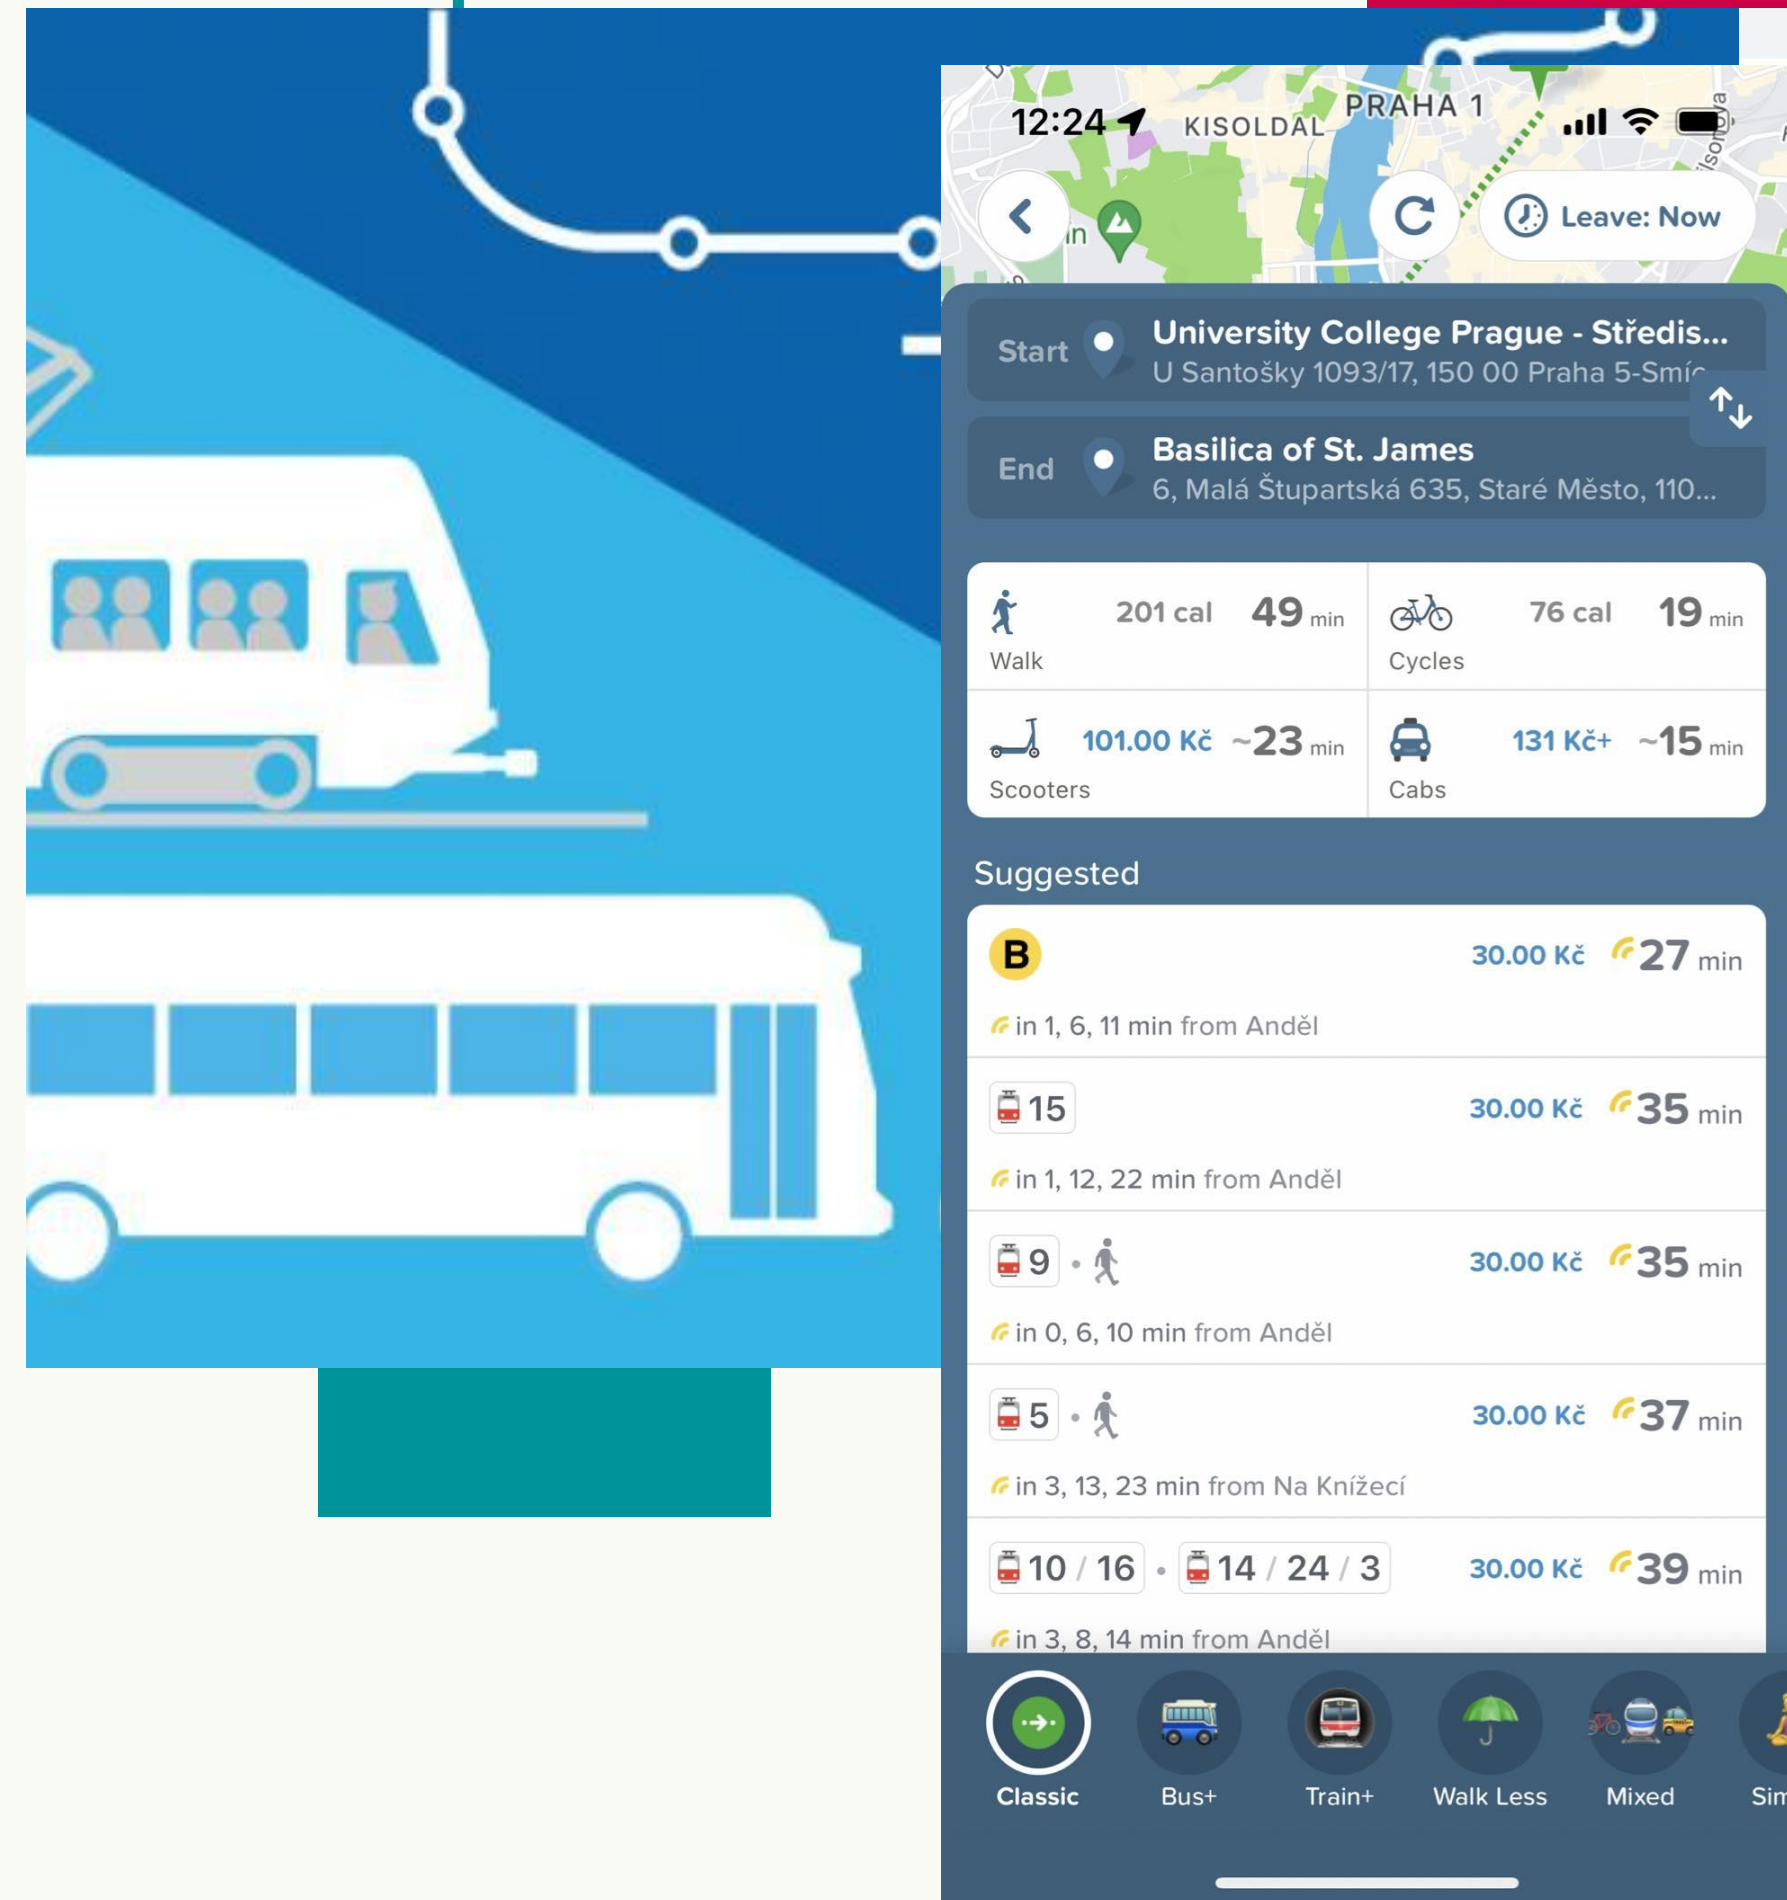 PRAHA 1
12:24
KISOLDAL
in
Leave: Now
Start
University College Prague - Středis...
U Santošky 1093/17, 150 00 Praha 5-Smíc
End
Basilica of St. James
6, Malá Štupartská 635, Staré Město, 110...
201 cal 49 min
Walk
76 cal 19 min
Cycles
101.00 Kč ~23 min
Scooters
131 Kč+ ~15 min
Cabs
Suggested
B 30.00 Kč 27 min
in 1, 6, 11 min from Anděl
15 30.00 Kč 35 min
in 1, 12, 22 min from Anděl
9 • 30.00 Kč 35 min
in 0, 6, 10 min from Anděl
5 • 30.00 Kč 37 min
in 3, 13, 23 min from Na Knížecí
10 / 16 • 14 / 24 / 3 30.00 Kč 39 min
in 3, 8, 14 min from Anděl
Classic Bus+ Train+ Walk Less Mixed Sim